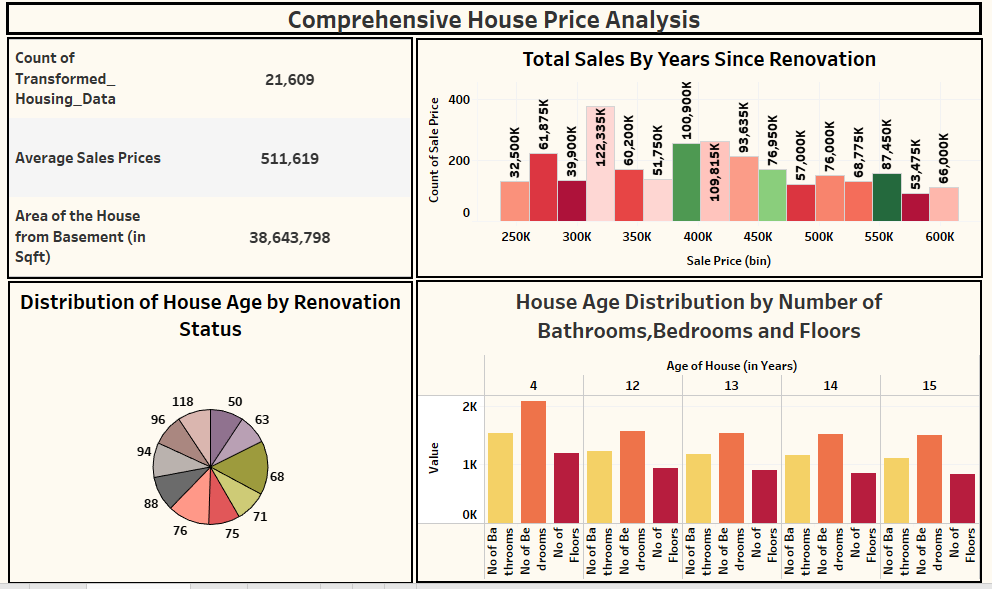 Comprehensive House Price Analysis
Count of
Transformed_
Housing_Data
21,609
Average Sales Prices
511,619
Area of the House
from Basement (in
Sqft)
38,643,798
Total Sales By Years Since Renovation
Count of Sale Price
400
200
0
32,500K
61,875K
39,900K
122,335K
60,200K
51,750K
100,900K
109,815K
93,635K
76,950K
57,000K
76,000K
68,775K
87,450K
53,475K
66,000K
250K
300K
350K
400K
450K
500K
550K
600K
Sale Price (bin)
Distribution of House Age by Renovation
Status
118
50
96
63
94
68
88
71
76
75
House Age Distribution by Number of
Bathrooms,Bedrooms and Floors
Age of House (in Years)
4
12
13
14
15
Value
2K
1K
0K
No of Ba
throoms
No of Be
drooms
No of
Floors
No of Ba
throoms
No of Be
drooms
No of
Floors
No of Ba
throoms
No of Be
drooms
No of
Floors
No of Ba
throoms
No of Be
drooms
No of
Floors
No of Ba
throoms
No of Be
drooms
No of
Floors